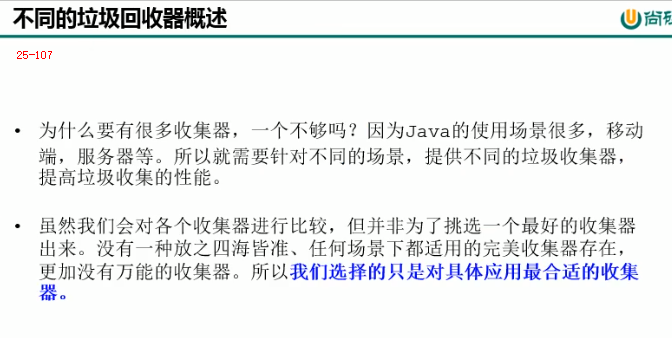 不同的垃圾回收器概述
尚
25-107
• 为什么要有很多收集器，一个不够吗？因为Java的使用场景很多，移动
端，服务器等。所以就需要针对不同的场景，提供不同的垃圾收集器，
提高垃圾收集的性能。
• 虽然我们会对各个收集器进行比较，但并非为了挑选一个最好的收集器
出来。没有一种放之四海皆准、任何场景下都适用的完美收集器存在，
更加没有万能的收集器。所以我们选择的只是对具体应用最合适的收集
器。